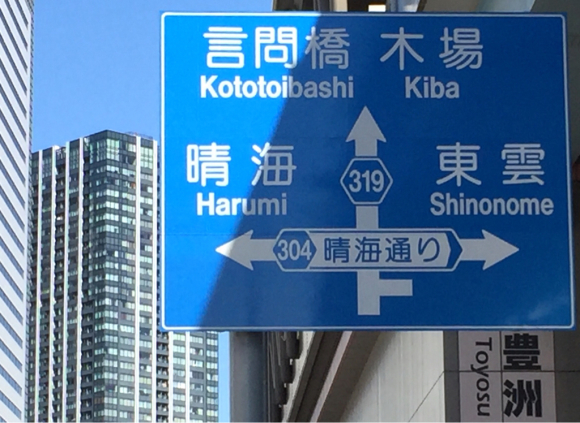 言問橋 木場
Kototoibashi Kiba
晴海 319 東雲
Harumi Shinonome
304 晴海通り
豊洲
Toyosu